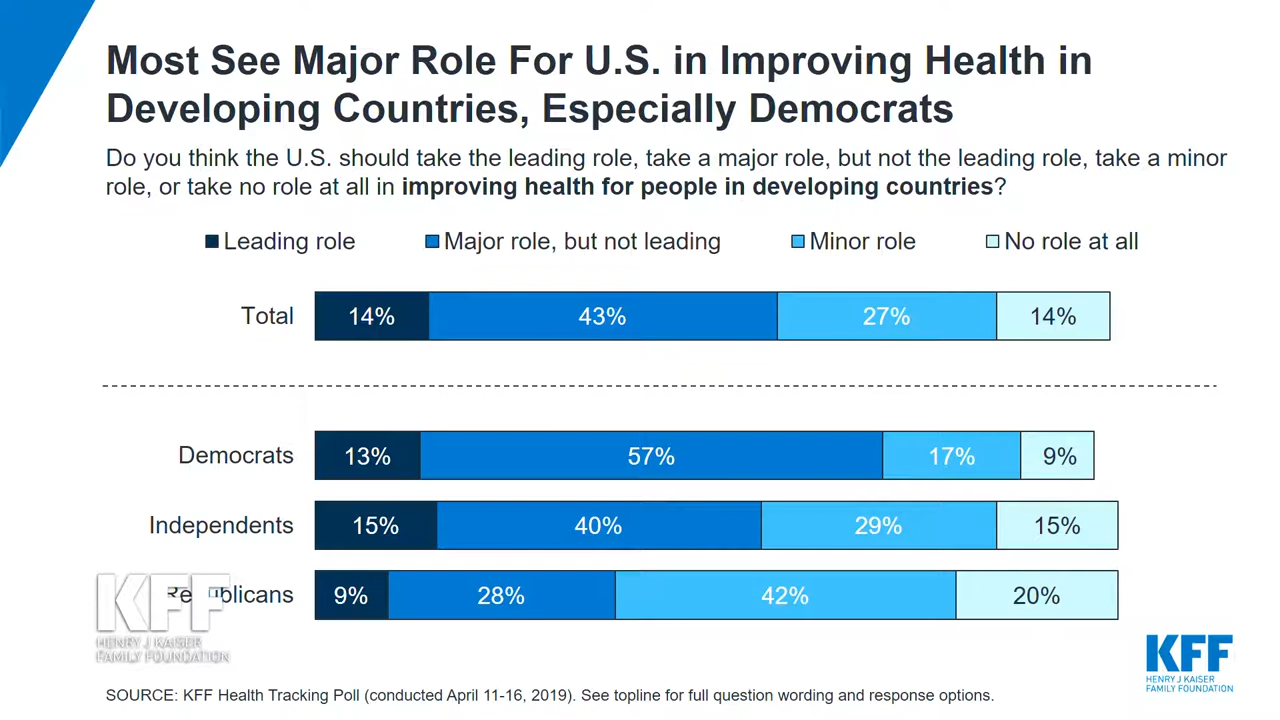 Most See Major Role For U.S. in Improving Health in
Developing Countries, Especially Democrats
Do you think the U.S. should take the leading role, take a major role, but not the leading role, take a minor
role, or take no role at all in improving health for people in developing countries?
Leading role Major role, but not leading Minor role No role at all
Total 14% 43% 27% 14%
Democrats 13% 57% 17% 9%
Independents 15% 40% 29% 15%
Republicans 9% 28% 42% 20%
KFF
HENRY J KAISER
FAMILY FOUNDATION
KFF
HENRY J KAISER
FAMILY FOUNDATION
SOURCE: KFF Health Tracking Poll (conducted April 11-16, 2019). See topline for full question wording and response options.